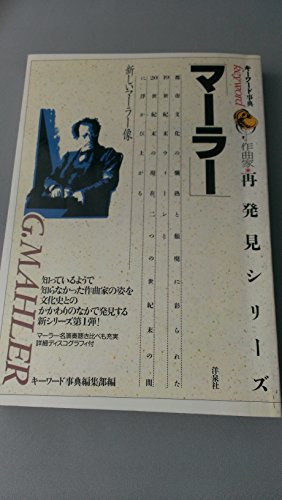 キーワード事典
keyword
作曲家
再発見シリーズ
「マーラー」
都市文化の爛熟と頽廃に彩られた
19世紀末ウィーンと
20世紀末の現在、二つの世紀末の間
に浮かび上がる
新しいマーラー像
G.MAHLER
知っているようで
知らなかった作曲家の姿を
文化史との
かかわりのなかで発見する
新シリーズ第1弾!
マーラー名演奏聴き比べも充実
詳細ディスコグラフィ付
キーワード事典編集部編
洋泉社